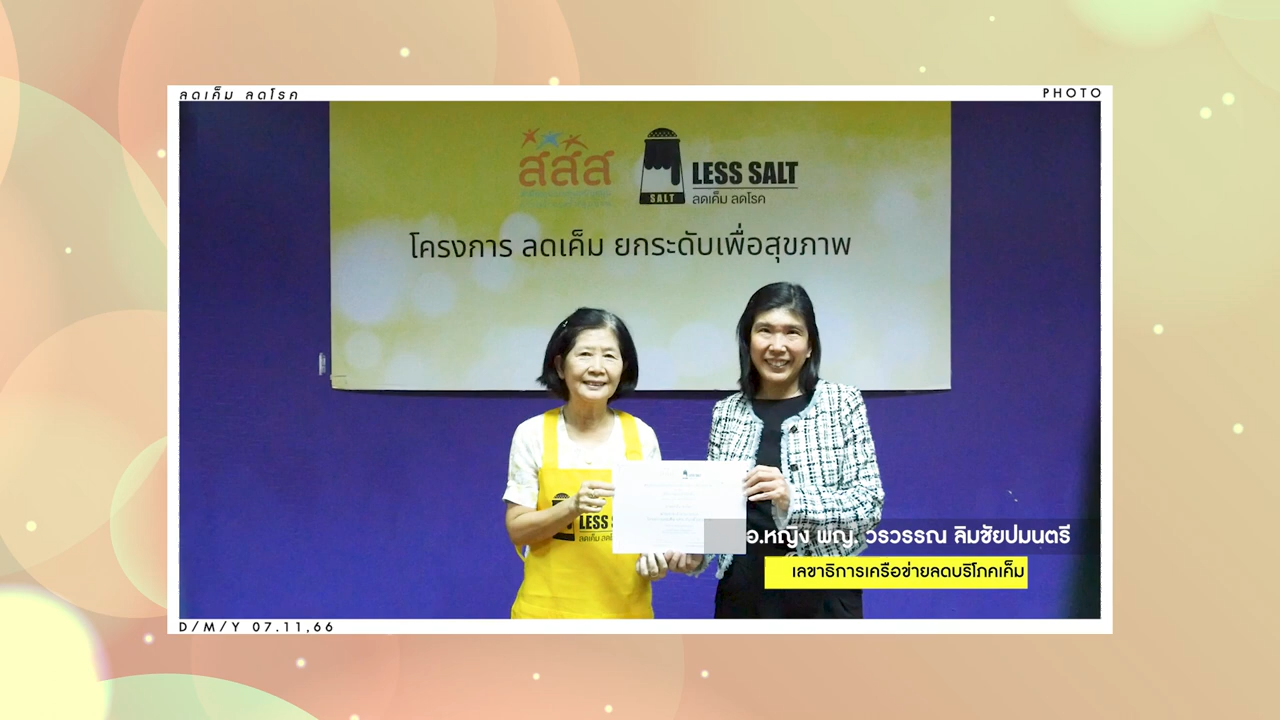 ลดเค็ม ลดโรค
PHOTO
สสส
SALT
LESS SALT
ลดเค็ม ลดโรค
โครงการ ลดเค็ม ยกระดับเพื่อสุขภาพ
LESS
ลดเค็ม
อ.หญิง พญ. วรวรรณ ลิมชัยปมนตรี
เลขาธิการเครือข่ายลดบริโภคเค็ม
D/M/Y 07.11,66